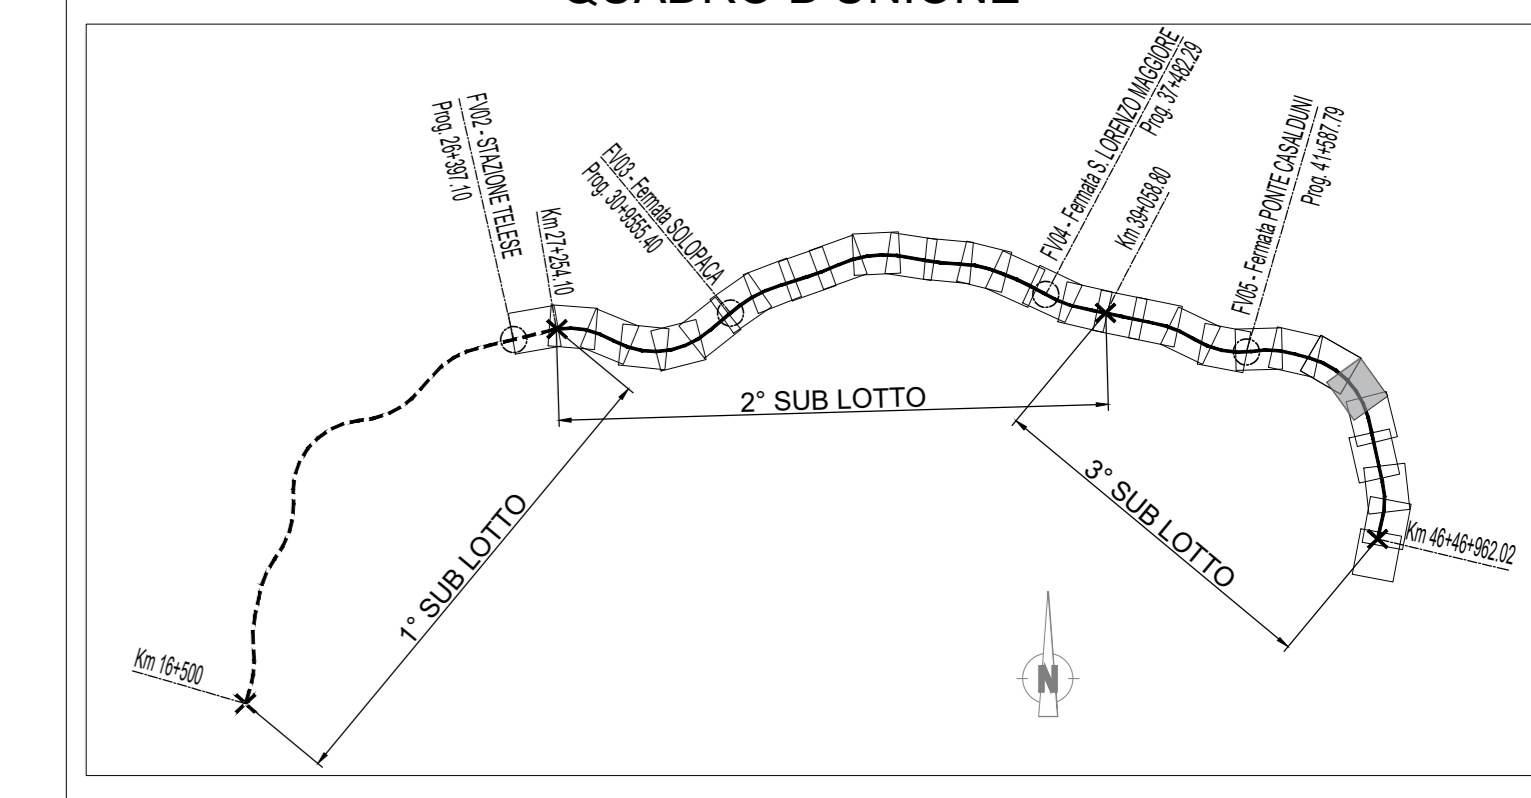 QUADRO D'UNIONE
FV02 - STAZIONE TELESE
Prog. 26+397.10
Km 27+254.10
FV03 - Fermata SOLOPACA
Prog. 30+9555.40
FV04 - Fermata S. LORENZO MAGGIORE
Prog. 37+482.29
Km 39+058.80
FV05 - Fermata PONTE CASALDUNI
Prog. 41+587.79
2° SUB LOTTO
1° SUB LOTTO
3° SUB LOTTO
Km 46+46+962.02
Km 16+500
N